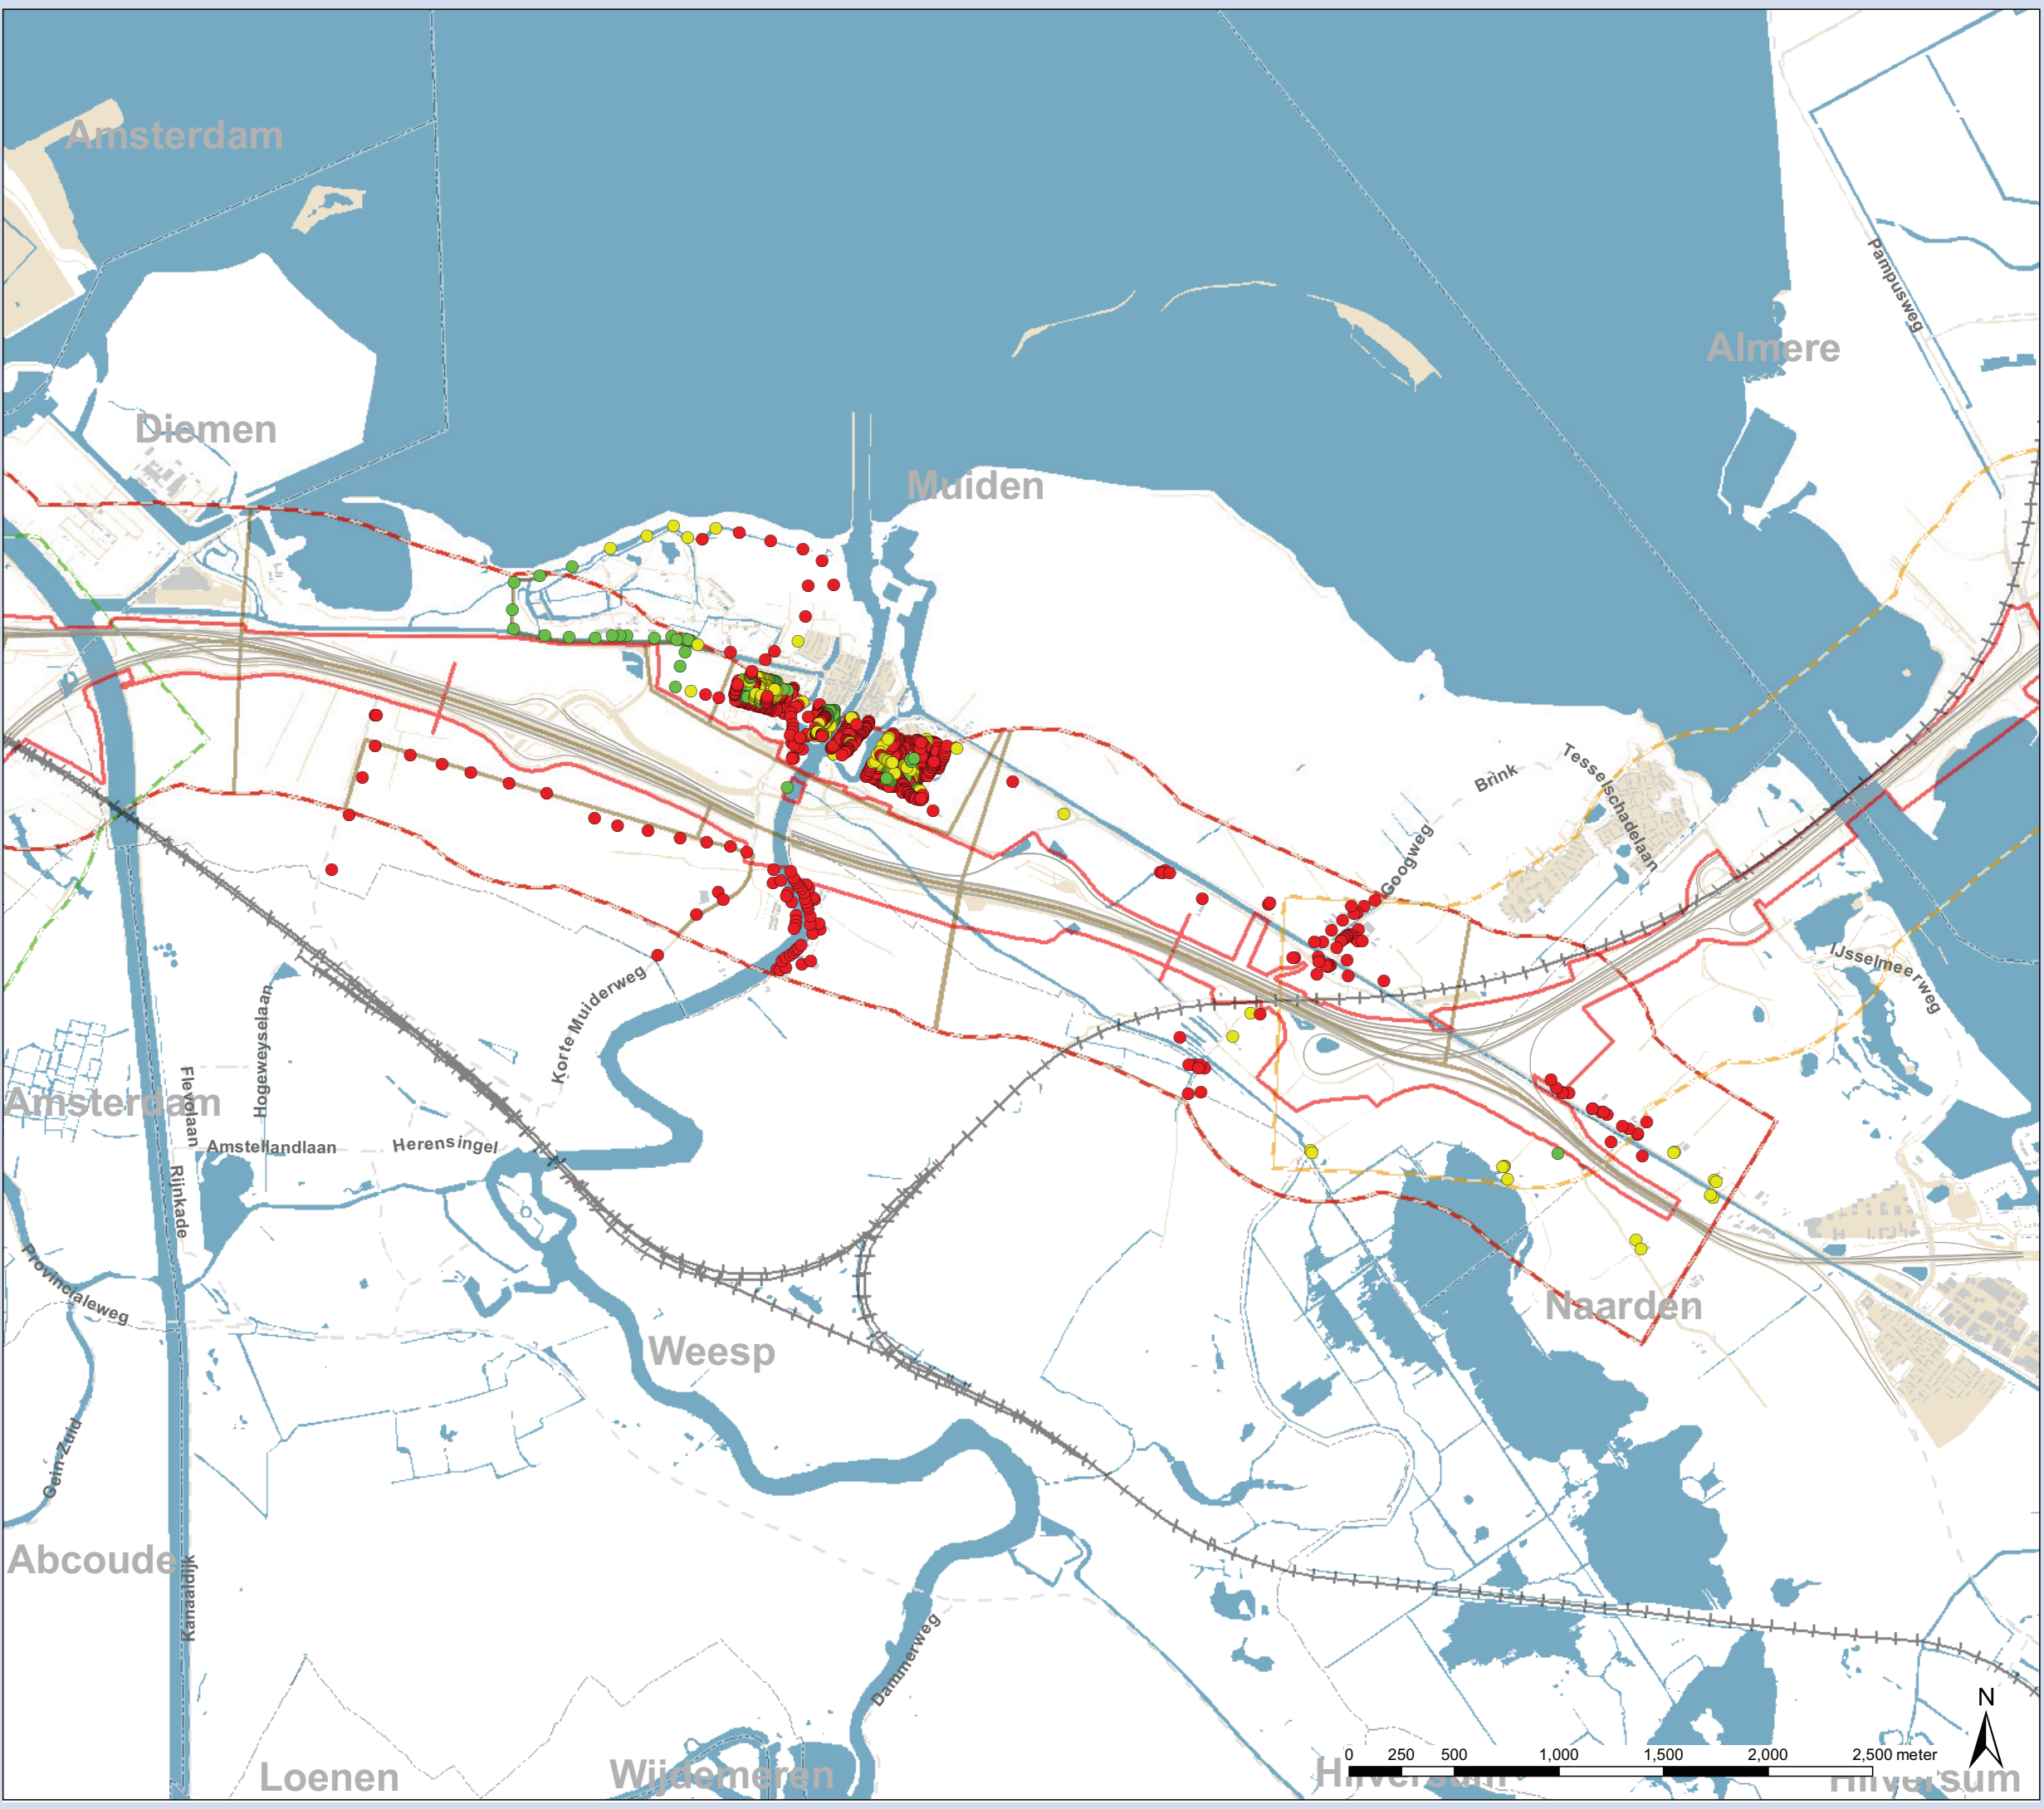 Amsterdam
Pampusweg
Almere
Diemen
Muiden
Brink
Tesselschadelaan
Googweg
IJsselmeerweg
Korte Muiderweg
Hogeweyselaan
Flevolaan
Amsterdam
Amstellandlaan
Herensingel
Rijnkade
Provincialeweg
Naarden
Weesp
Gein-Zuid
Abcoude
Kanaaldijk
Dammerweg
N
0 250 500 1,000 1,500 2,000 2,500 meter
Loenen
Wijdemeren
Hilversum
Hilversum